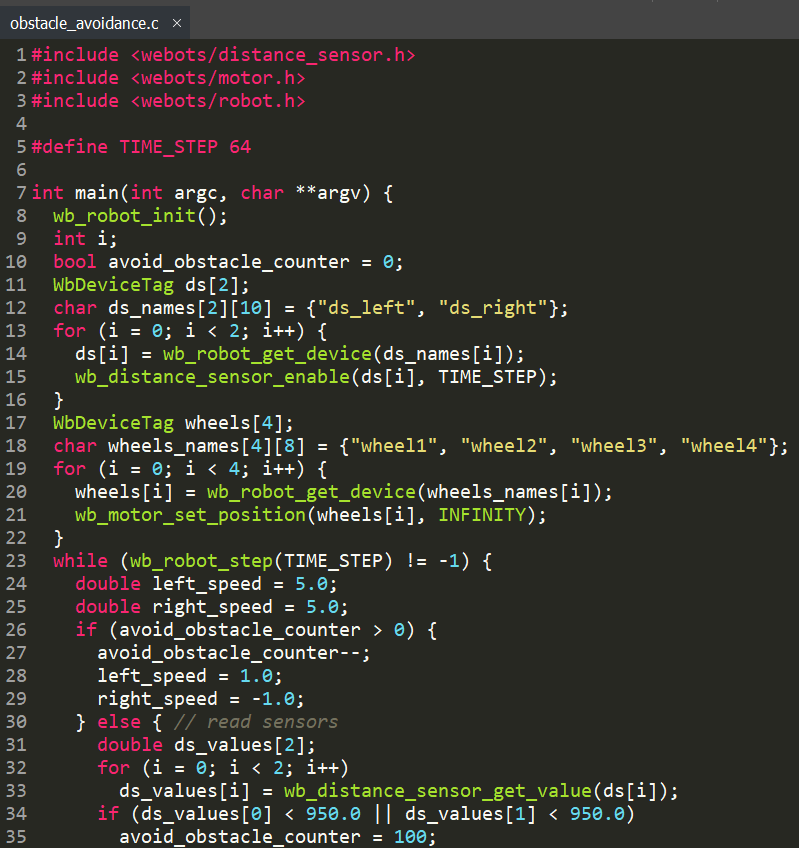 obstacle_avoidance.c ×
1 #include <webots/distance_sensor.h>
2 #include <webots/motor.h>
3 #include <webots/robot.h>
4
5 #define TIME_STEP 64
6
7 int main(int argc, char **argv) {
8   wb_robot_init();
9   int i;
10   bool avoid_obstacle_counter = 0;
11   WbDeviceTag ds[2];
12   char ds_names[2][10] = {"ds_left", "ds_right"};
13   for (i = 0; i < 2; i++) {
14     ds[i] = wb_robot_get_device(ds_names[i]);
15     wb_distance_sensor_enable(ds[i], TIME_STEP);
16   }
17   WbDeviceTag wheels[4];
18   char wheels_names[4][8] = {"wheel1", "wheel2", "wheel3", "wheel4"};
19   for (i = 0; i < 4; i++) {
20     wheels[i] = wb_robot_get_device(wheels_names[i]);
21     wb_motor_set_position(wheels[i], INFINITY);
22   }
23   while (wb_robot_step(TIME_STEP) != -1) {
24     double left_speed = 5.0;
25     double right_speed = 5.0;
26     if (avoid_obstacle_counter > 0) {
27       avoid_obstacle_counter--;
28       left_speed = 1.0;
29       right_speed = -1.0;
30     } else { // read sensors
31       double ds_values[2];
32       for (i = 0; i < 2; i++)
33         ds_values[i] = wb_distance_sensor_get_value(ds[i]);
34       if (ds_values[0] < 950.0 || ds_values[1] < 950.0)
35         avoid_obstacle_counter = 100;